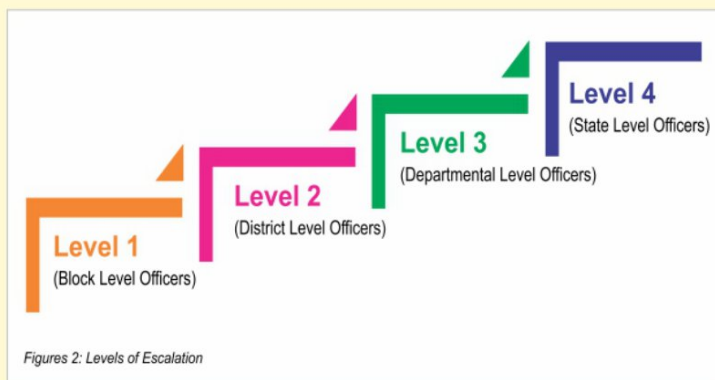 Level 4
(State Level Officers)
Level 3
(Departmental Level Officers)
Level 2
(District Level Officers)
Level 1
(Block Level Officers)
Figures 2: Levels of Escalation